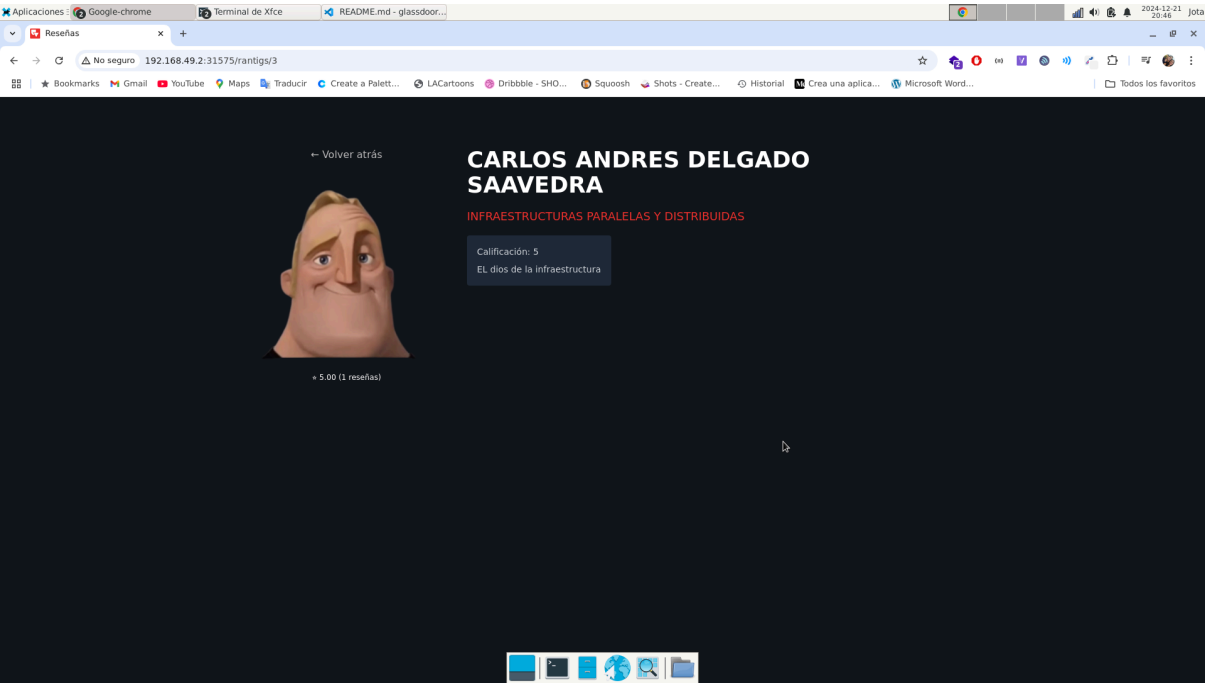 Aplicaciones
2
Google-chrome
2
Terminal de Xfce
README.md - glassdoor...
2024-12-21
20:46
Jota
Reseñas
No seguro
192.168.49.2:31575/rantigs/3
2
Bookmarks
Gmail
YouTube
Maps
Traducir
Create a Palett...
LACartoons
Dribbble - SHO...
Squoosh
Shots - Create...
Historial
Crea una aplica...
Microsoft Word...
Todos los favoritos
← Volver atrás
CARLOS ANDRES DELGADO
SAAVEDRA
INFRAESTRUCTURAS PARALELAS Y DISTRIBUIDAS
Calificación: 5
EL dios de la infraestructura
★ 5.00 (1 reseñas)